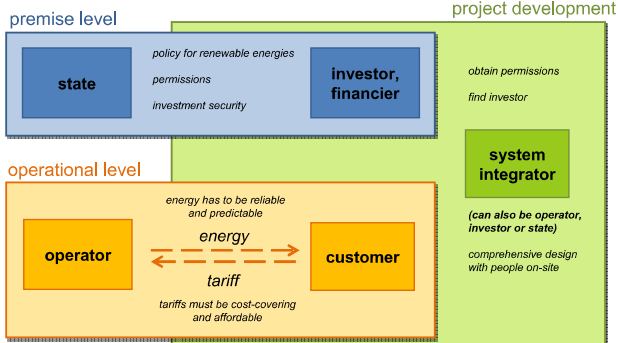 project development
premise level
state
policy for renewable energies
permissions
investment security
investor,
financier
obtain permissions
find investor
system
integrator
(can also be operator,
investor or state)
comprehensive design
with people on-site
operational level
operator
energy has to be reliable
and predictable
energy
tariff
tariffs must be cost-covering
and affordable
customer